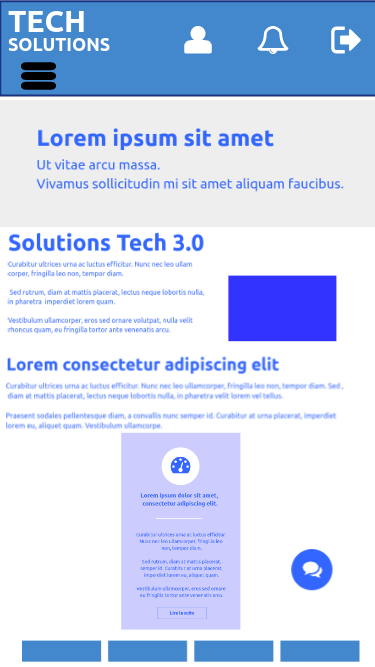 TECH
SOLUTIONS
Lorem ipsum sit amet
Ut vitae arcu massa.
Vivamus sollicitudin mi sit amet aliquam faucibus.
Solutions Tech 3.0
Curabitur ultrices urna ac luctus efficitur. Nunc nec leo ullam
corper, fringilla leo non, tempor diam.
Sed rutrum, diam at mattis placerat, lectus neque lobortis nulla,
in pharetra imperdiet lorem quam.
Vestibulum ullamcorper, eros sed ornare volutpat, nulla velit
rhoncus quam, eu fringilla tortor ante venenatis arcu.
Lorem consectetur adipiscing elit
Curabitur ultrices urna ac luctus efficitur. Nunc nec leo ullamcorper, fringilla leo non, tempor diam. Sed ,
diam at mattis placerat, lectus neque lobortis nulla, in pharetra velit lorem vel tellus.
Praesent sodales pellentesque diam, a convallis nunc semper id. Curabitur at urna placerat, imperdiet
lorem eu, aliquet quam. Vestibulum ullamcorpe.
Lorem ipsum dolor sit amet,
consectetur adipiscing elit.
Curabitur ultrices urna ac luctus efficitur.
Nunc nec leo ullamcorper, fringilla leo
non, tempor diam.
Sed rutrum, diam at mattis placerat,
semper id. Curabitur at urna placerat,
imperdiet lorem eu, aliquet quam.
Vestibulum ullamcorper, eros sed ornare
eu fringilla tortor ante venenatis arcu.
Lire la suite